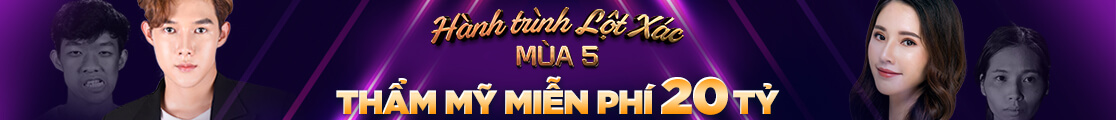 Hành trình Lột Xác
MÙA 5
THẨM MỸ MIỄN PHÍ 20 TỶ